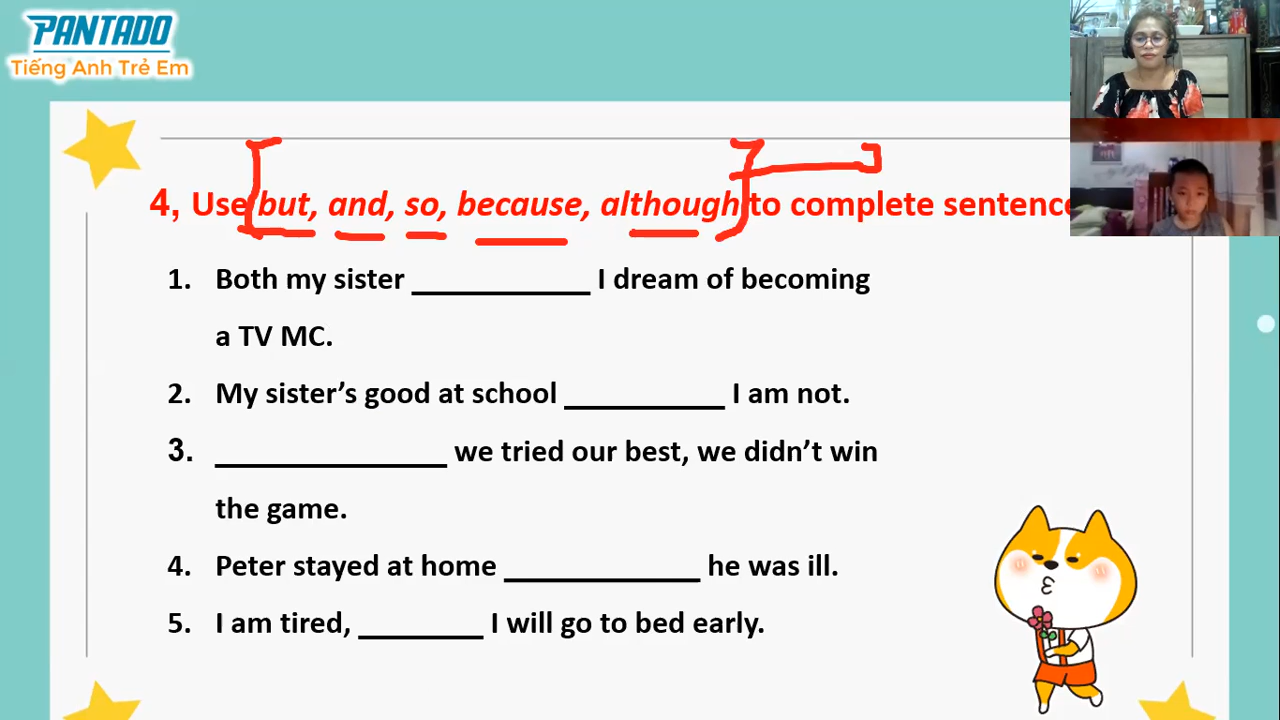 PANTADO
Tiếng Anh Trẻ Em
4, Use but, and, so, because, although to complete sentence
1. Both my sister ___________ I dream of becoming
a TV MC.
2. My sister’s good at school __________ I am not.
3. ______________ we tried our best, we didn’t win
the game.
4. Peter stayed at home ____________ he was ill.
5. I am tired, ________ I will go to bed early.